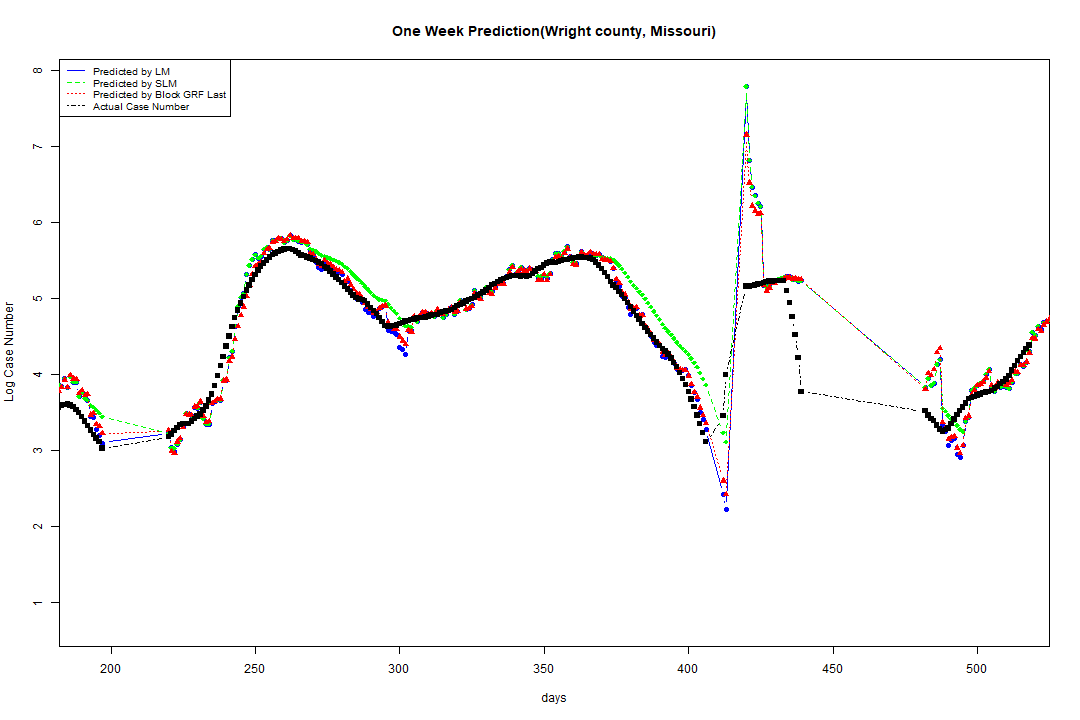 One Week Prediction(Wright county, Missouri)
Predicted by LM
Predicted by SLM
Predicted by Block GRF Last
Actual Case Number
Log Case Number
8
7
6
5
4
3
2
1
200 250 300 350 400 450 500
days